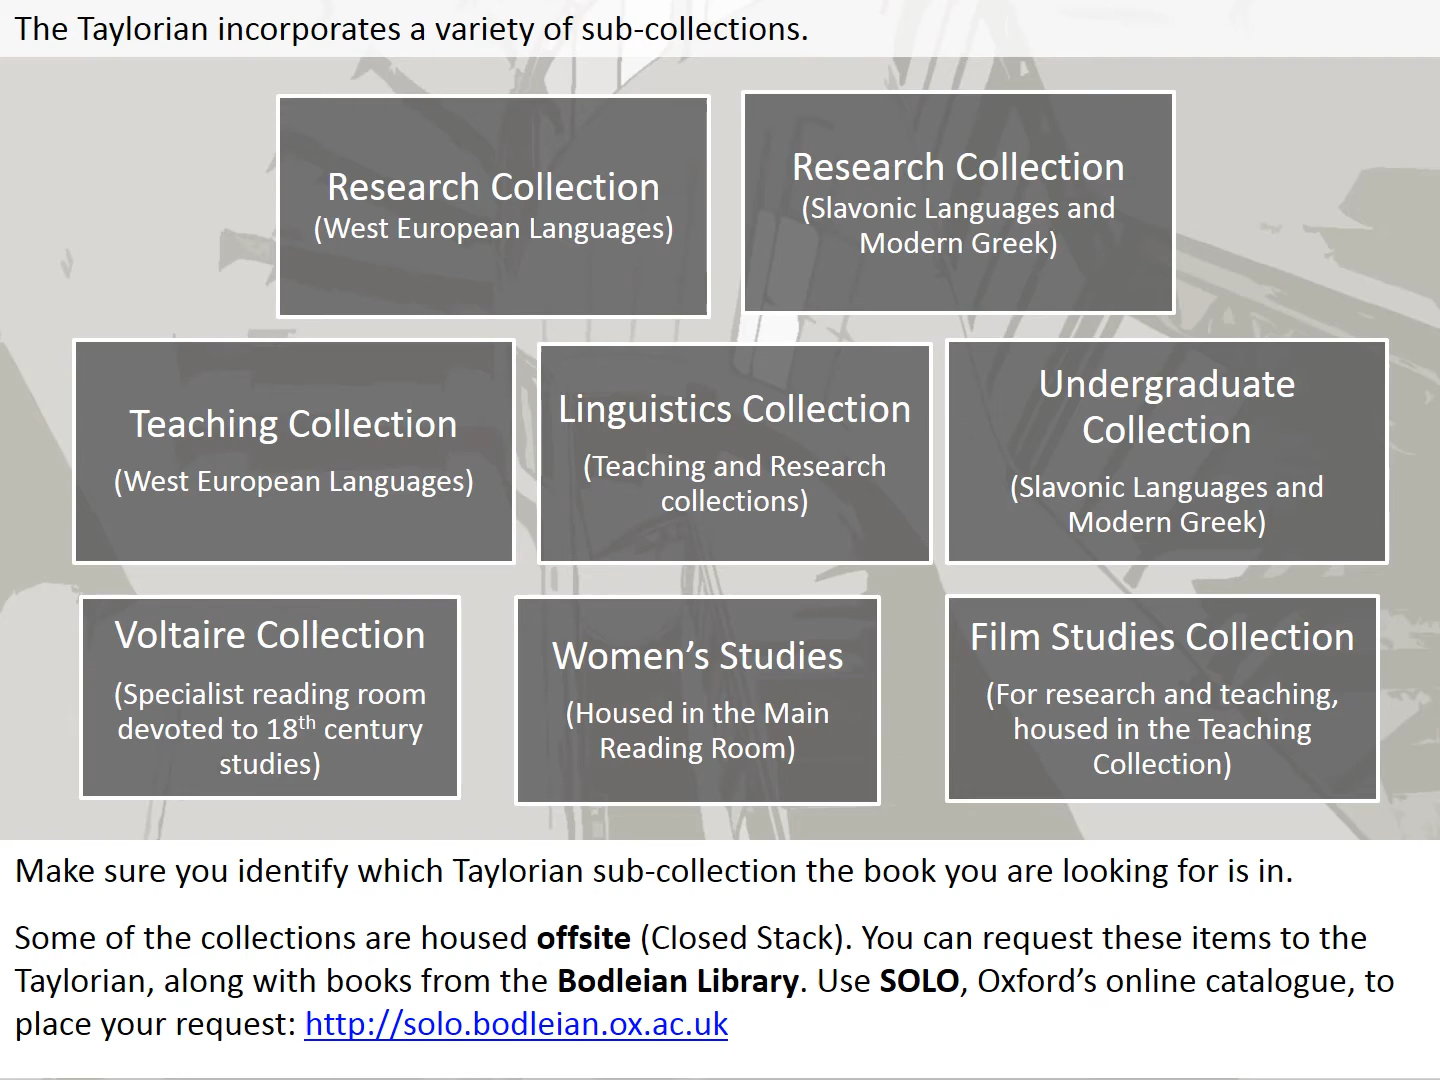 The Taylorian incorporates a variety of sub-collections.
Research Collection
(West European Languages)
Research Collection
(Slavonic Languages and
Modern Greek)
Teaching Collection
(West European Languages)
Linguistics Collection
(Teaching and Research
collections)
Undergraduate
Collection
(Slavonic Languages and
Modern Greek)
Voltaire Collection
(Specialist reading room
devoted to 18th century
studies)
Women’s Studies
(Housed in the Main
Reading Room)
Film Studies Collection
(For research and teaching,
housed in the Teaching
Collection)
Make sure you identify which Taylorian sub-collection the book you are looking for is in.
Some of the collections are housed offsite (Closed Stack). You can request these items to the
Taylorian, along with books from the Bodleian Library. Use SOLO, Oxford’s online catalogue, to
place your request: http://solo.bodleian.ox.ac.uk